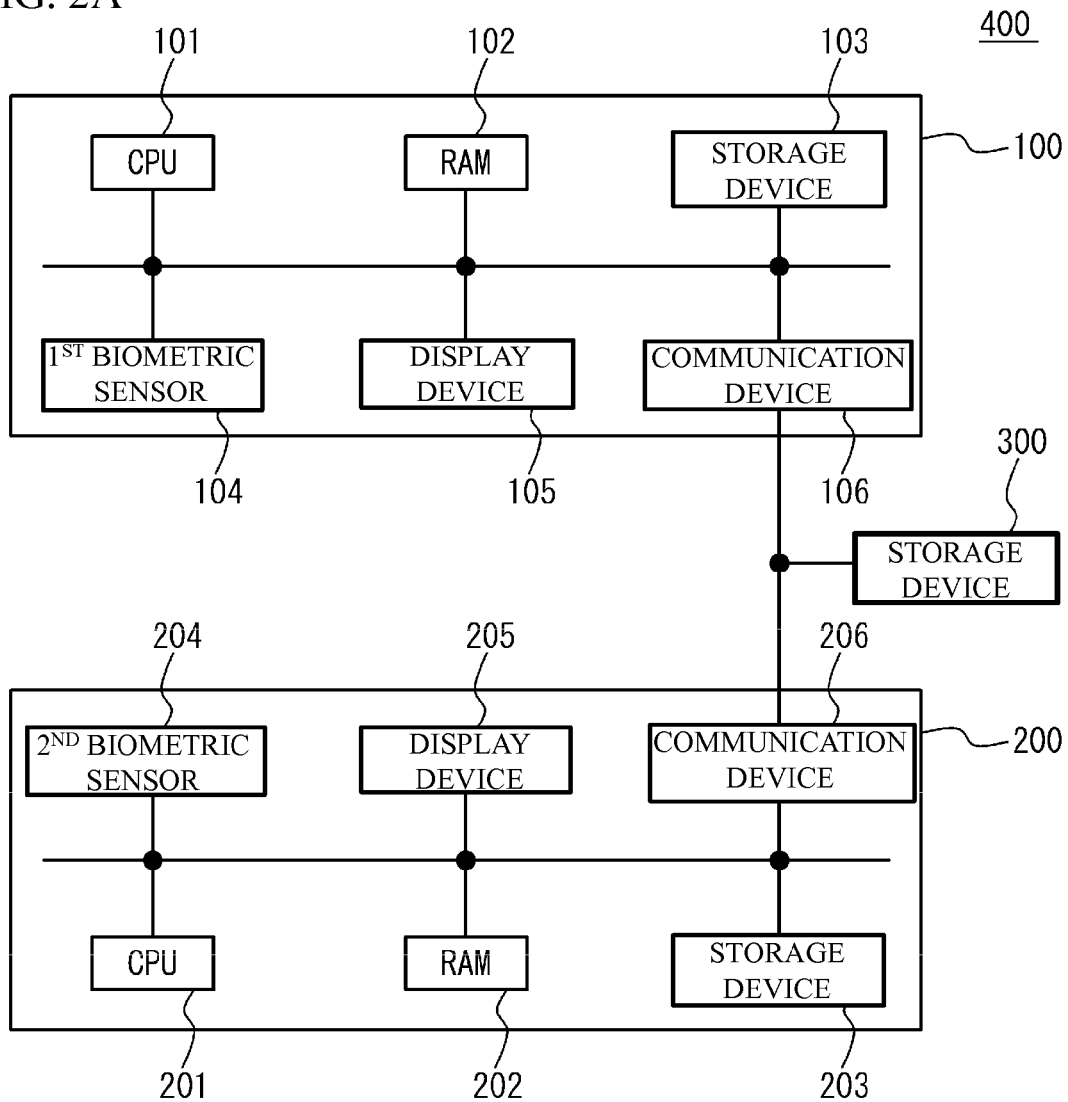 FIG. 2A
400
101
102
103
100
CPU
RAM
STORAGE
DEVICE
1ST BIOMETRIC
SENSOR
DISPLAY
DEVICE
COMMUNICATION
DEVICE
104
105
106
300
STORAGE
DEVICE
204
205
206
200
2ND BIOMETRIC
SENSOR
DISPLAY
DEVICE
COMMUNICATION
DEVICE
CPU
RAM
STORAGE
DEVICE
201
202
203